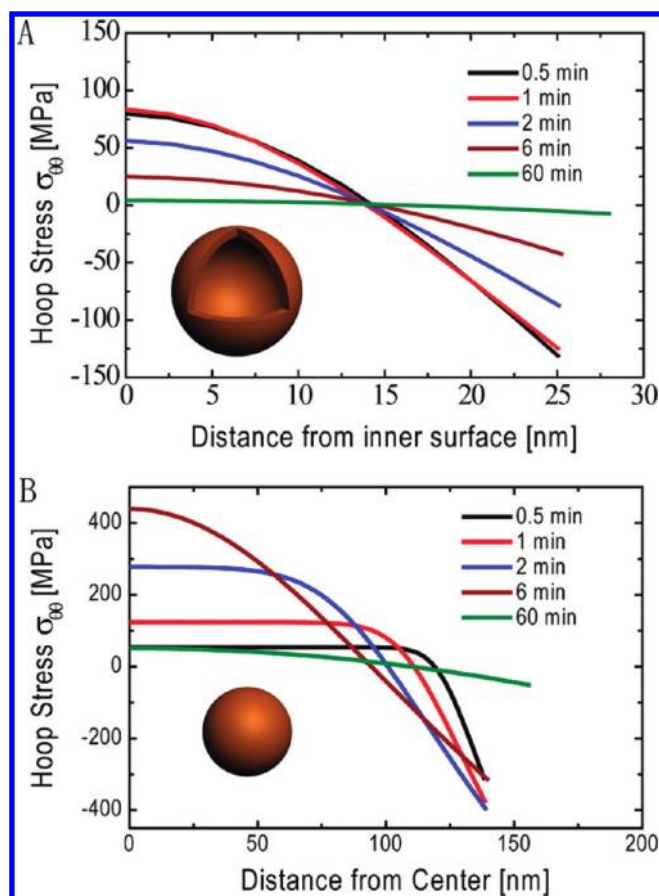 A
150
100
50
0
-50
-100
-150
Hoop Stress σθθ [MPa]
0.5 min
1 min
2 min
6 min
60 min
0 5 10 15 20 25 30
Distance from inner surface [nm]
B
400
200
0
-200
-400
Hoop Stress σθθ [MPa]
0.5 min
1 min
2 min
6 min
60 min
0 50 100 150 200
Distance from Center [nm]